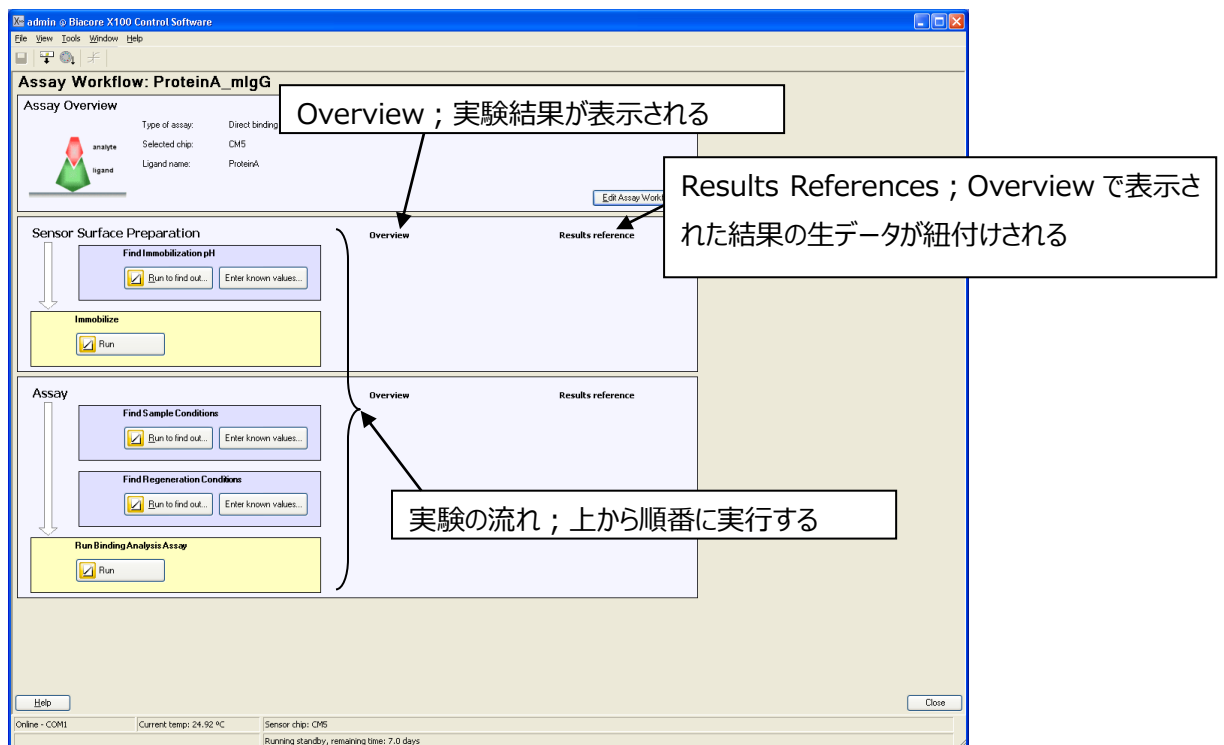 admin @ Biacore X100 Control Software
File View Tools Window Help
Assay Workflow: ProteinA_mIgG
Assay Overview
Type of assay: Direct binding
Selected chip: CM5
Ligand name: ProteinA
analyte
ligand
Overview；実験結果が表示される
Edit Assay Workf
Results References；Overview で表示さ
れた結果の生データが紐付けされる
Sensor Surface Preparation
Overview
Results reference
Find Immobilization pH
Run to find out...
Enter known values...
Immobilize
Run
Assay
Overview
Results reference
Find Sample Conditions
Run to find out...
Enter known values...
Find Regeneration Conditions
Run to find out...
Enter known values...
実験の流れ；上から順番に実行する
Run Binding Analysis Assay
Run
Help
Close
Online - COM1
Current temp: 24.92 °C
Sensor chip: CM5
Running standby, remaining time: 7.0 days